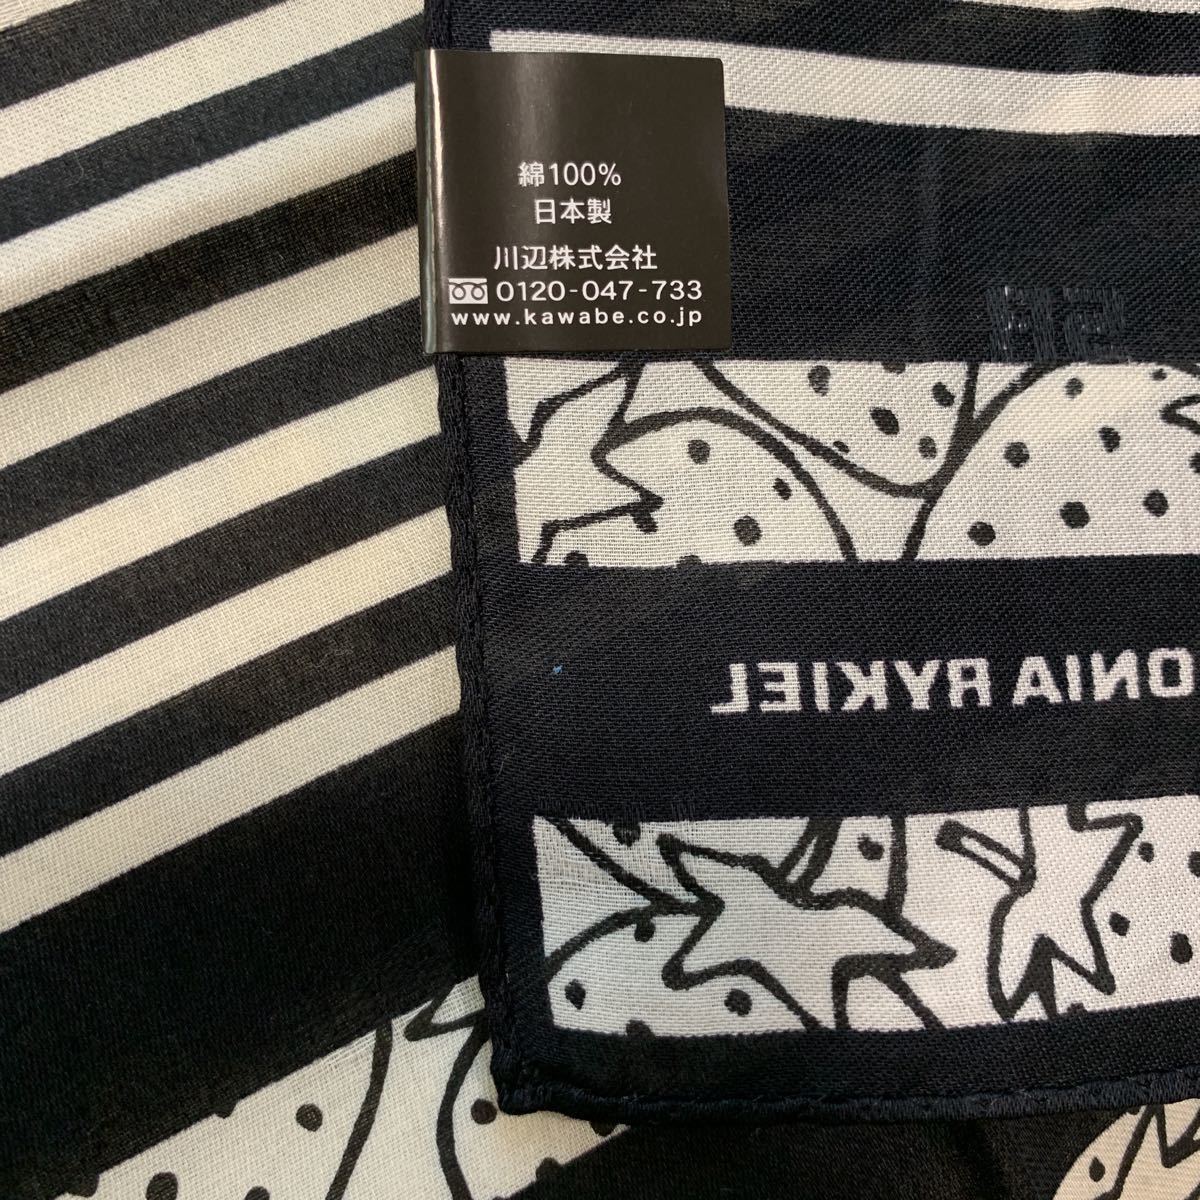 綿100%
日本製
川辺株式会社
0120-047-733
www.kawabe.co.jp
SR
ONIA RYKIEL